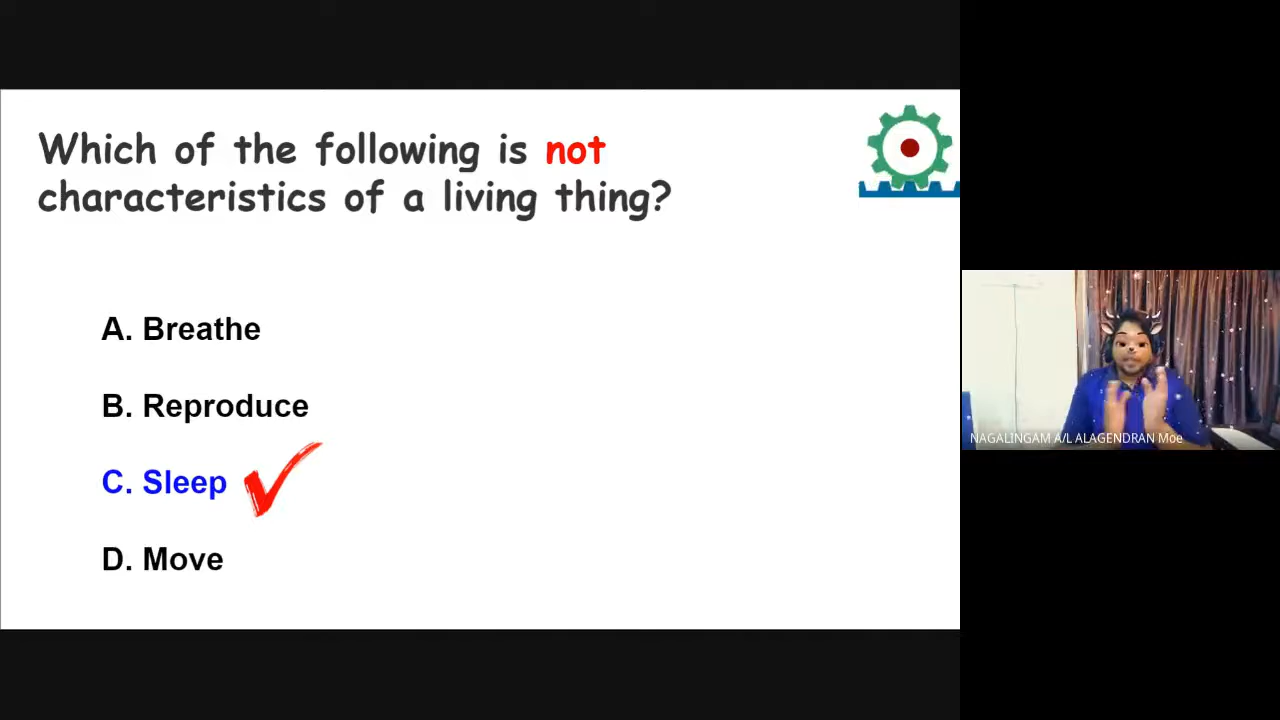 Which of the following is not
characteristics of a living thing?
A. Breathe
B. Reproduce
C. Sleep
D. Move
NAGALINGAM A/L ALAGENDRAN Moe